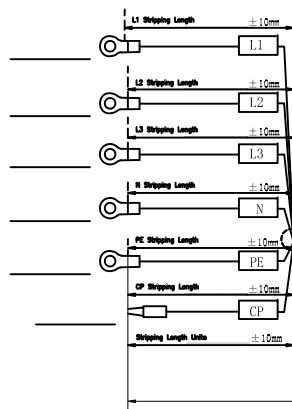 L1 Stripping Length ±10mm
L1
L2 Stripping Length ±10mm
L2
L3 Stripping Length ±10mm
L3
N Stripping Length ±10mm
N
PE Stripping Length ±10mm
PE
CP Stripping Length ±10mm
CP
Stripping Length Unite ±10mm